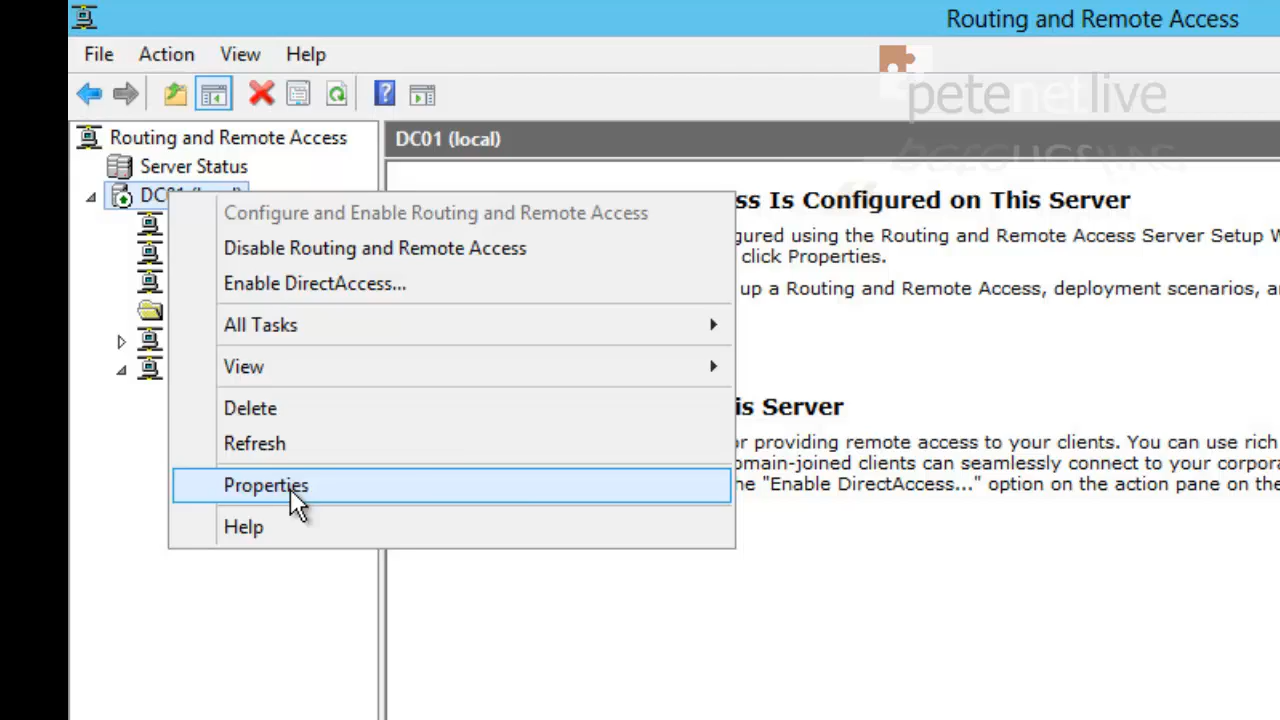 Routing and Remote Access
File Action View Help
petenetlive
Routing and Remote Access
DC01 (local)
Server Status
DC01 (local)
Configure and Enable Routing and Remote Access
ss Is Configured on This Server
Disable Routing and Remote Access
gured using the Routing and Remote Access Server Setup W
click Properties.
Enable DirectAccess...
up a Routing and Remote Access, deployment scenarios, a
All Tasks
View
Delete
is Server
Refresh
or providing remote access to your clients. You can use rich
omain-joined clients can seamlessly connect to your corpora
Properties
he "Enable DirectAccess..." option on the action pane on the
Help